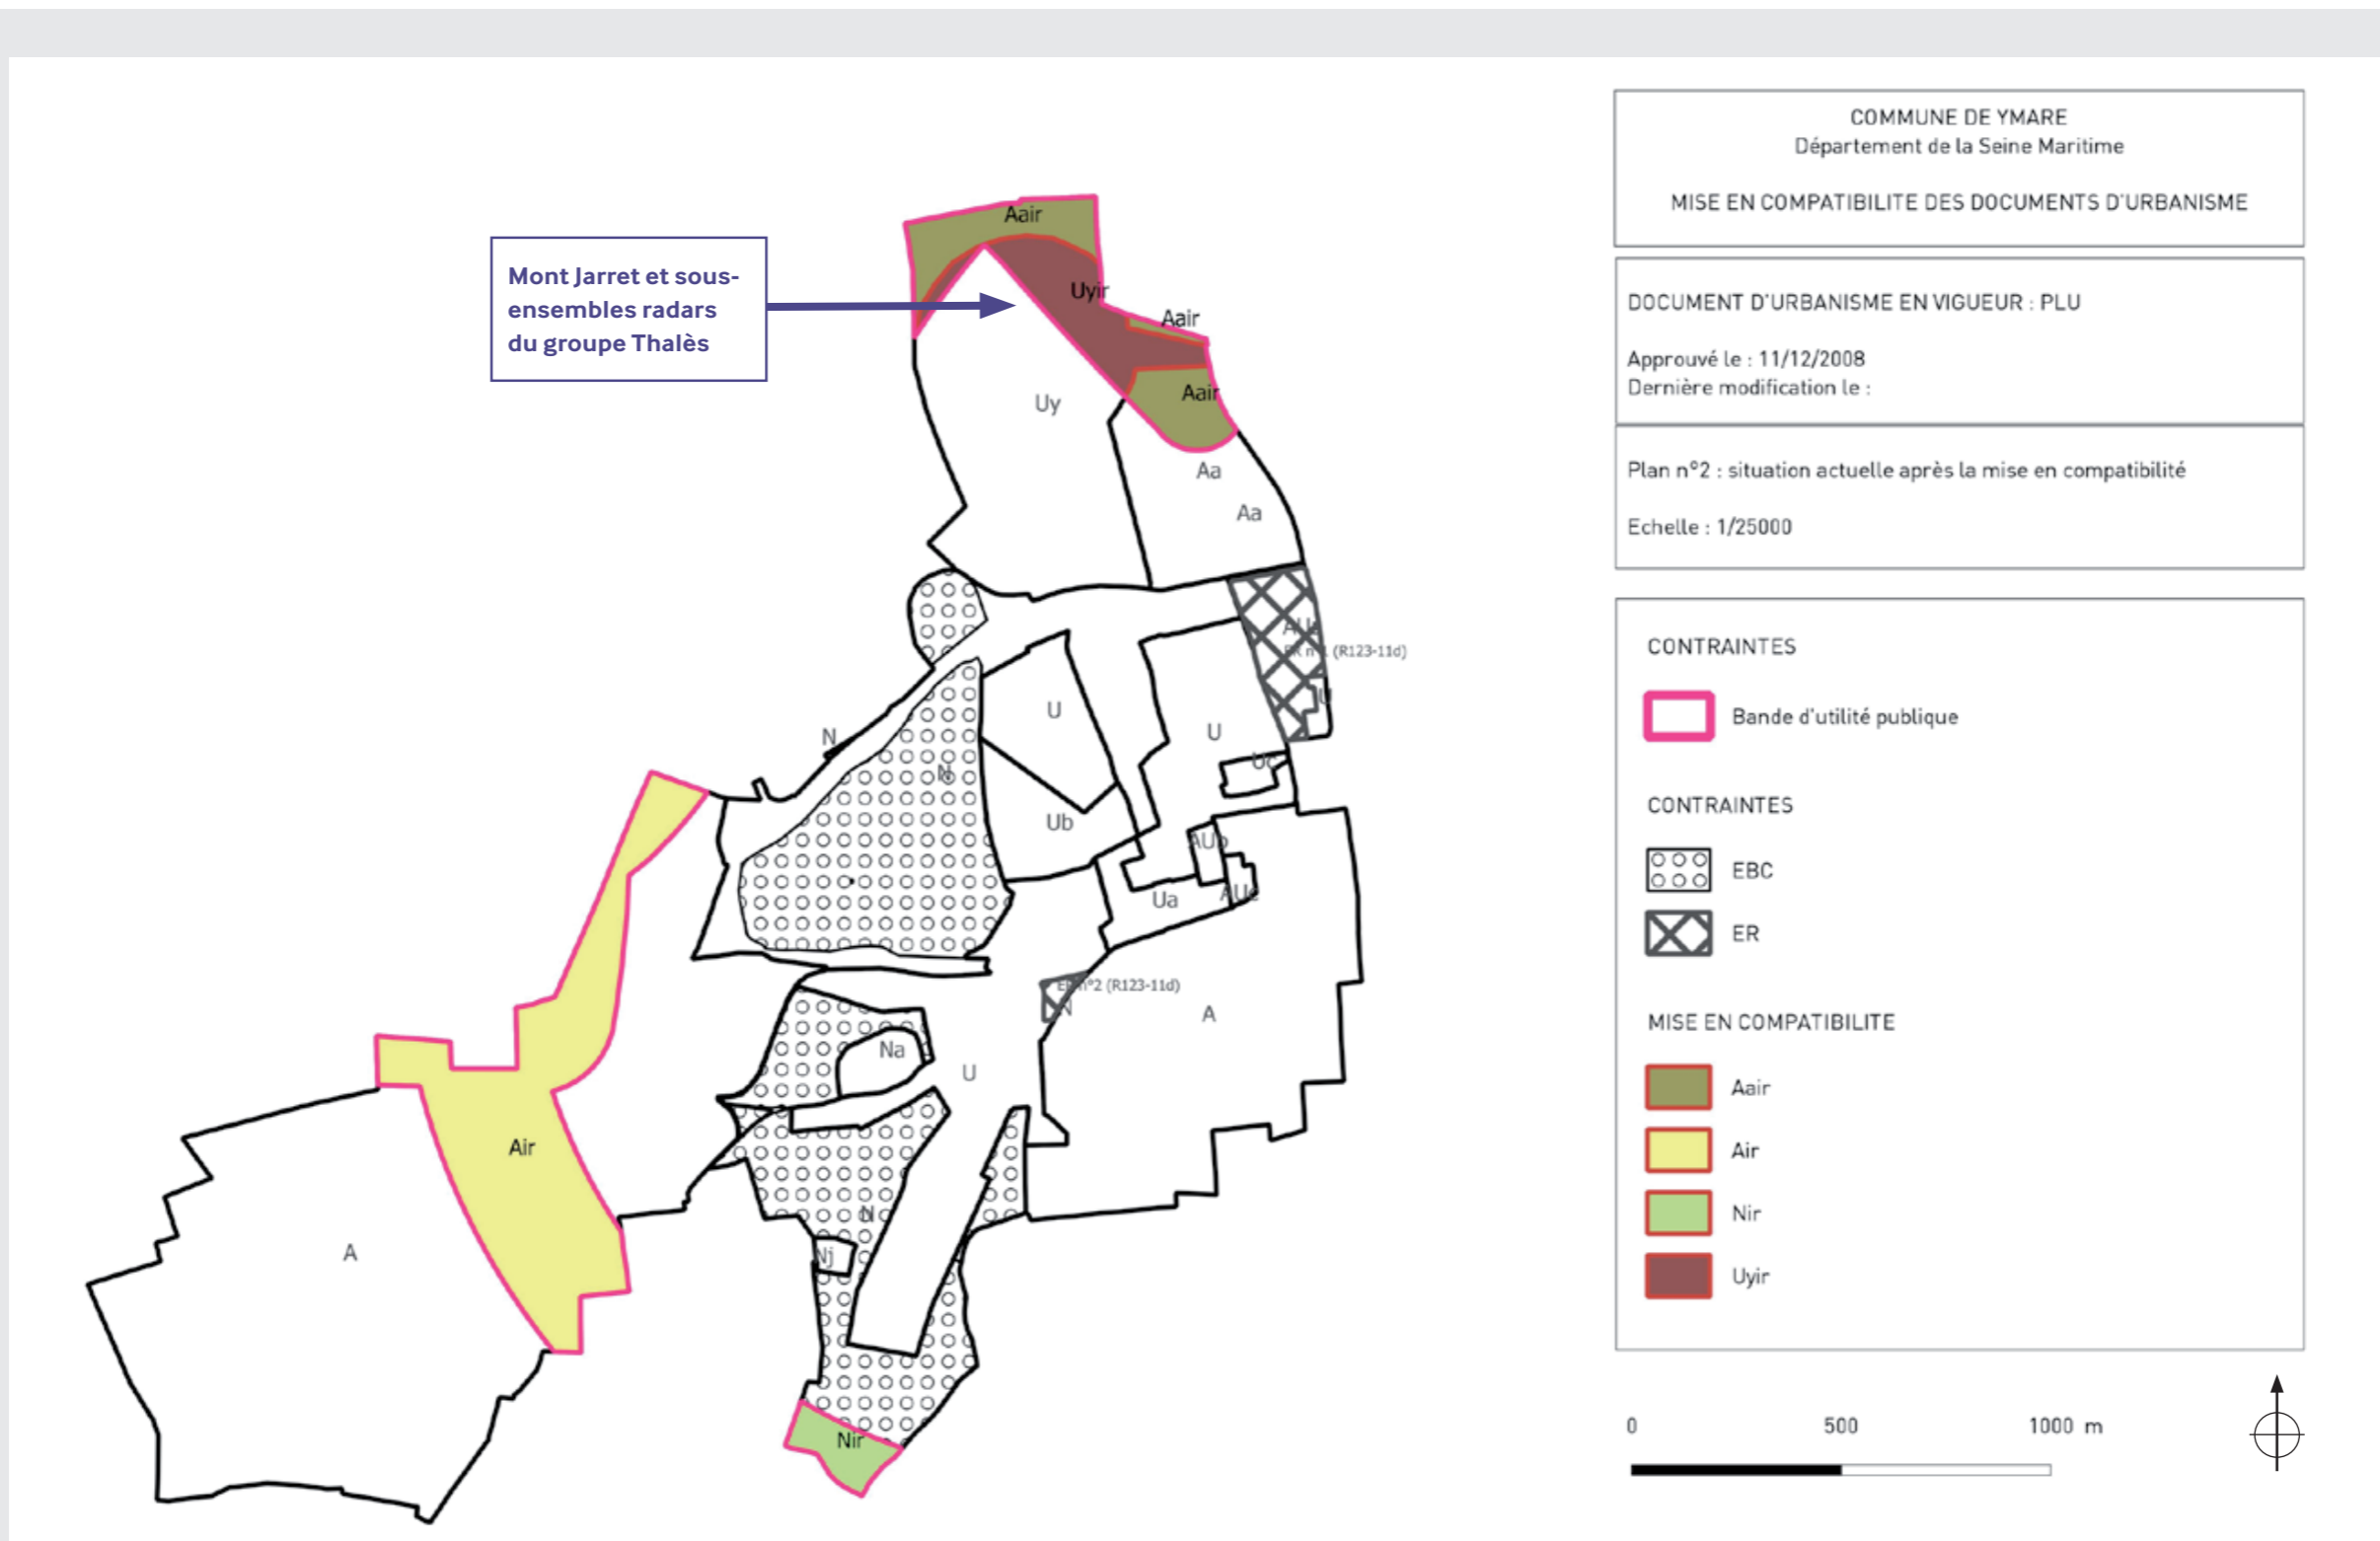 COMMUNE DE YMARE
Département de la Seine Maritime
MISE EN COMPATIBILITE DES DOCUMENTS D'URBANISME
DOCUMENT D'URBANISME EN VIGUEUR : PLU
Approuvé le : 11/12/2008
Dernière modification le :
Plan n°2 : situation actuelle après la mise en compatibilité
Echelle : 1/25000
CONTRAINTES
Bande d'utilité publique
CONTRAINTES
EBC
ER
MISE EN COMPATIBILITE
Aair
Air
Nir
Uyir
0 500 1000 m
Mont Jarret et sous-
ensembles radars
du groupe Thalès
Aair
Uyir
Aair
Aair
Uy
Aa
Aa
(R123-11d)
U
U
U
N
N
Uc
Ub
AUb
Ua
AUc
n°2 (R123-11d)
N
A
Na
U
Air
N
Nj
A
Nir